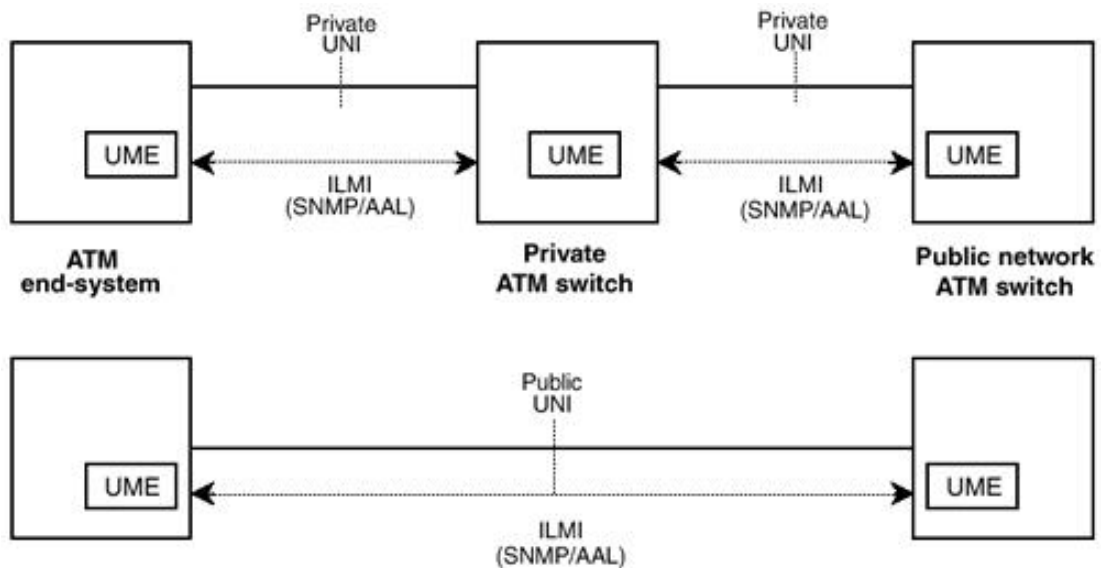 Private
UNI
Private
UNI
UME
UME
UME
ILMI
(SNMP/AAL)
ILMI
(SNMP/AAL)
ATM
end-system
Private
ATM switch
Public network
ATM switch
Public
UNI
UME
UME
ILMI
(SNMP/AAL)